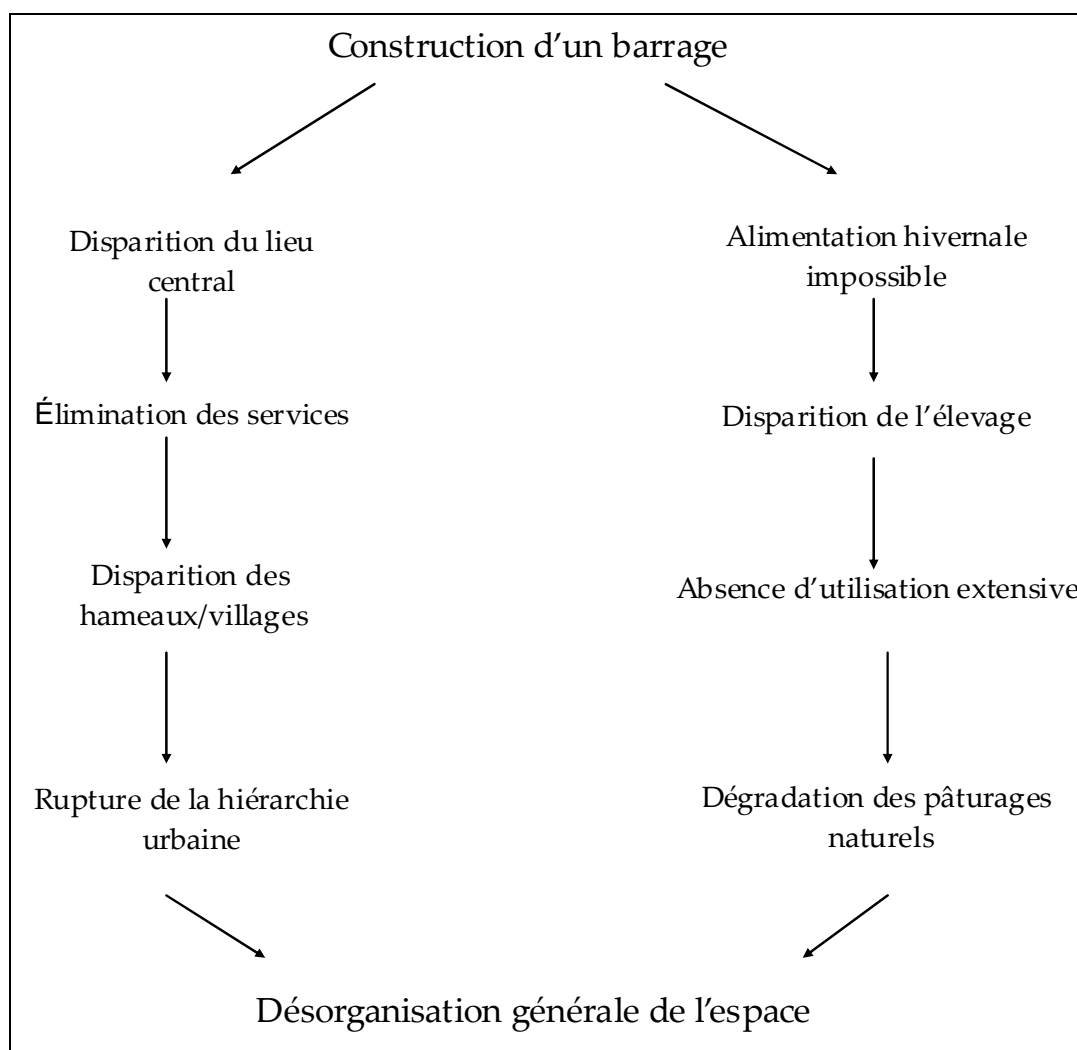 Construction d’un barrage
Disparition du lieu
central
Alimentation hivernale
impossible
Élimination des services
Disparition de l’élevage
Disparition des
hameaux/villages
Absence d’utilisation extensive
Rupture de la hiérarchie
urbaine
Dégradation des pâturages
naturels
Désorganisation générale de l’espace